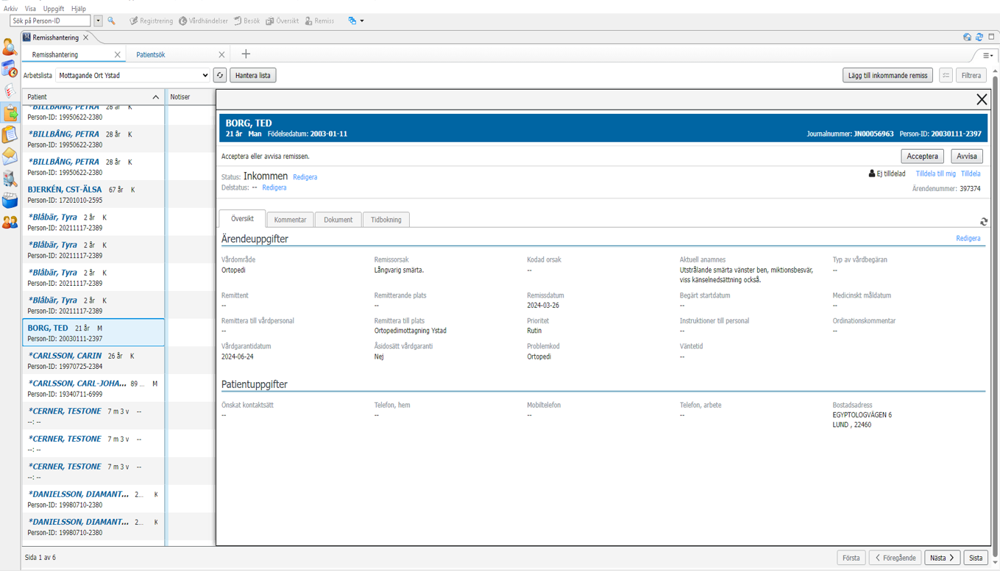 Arkiv Visa Uppgift Hjälp
Sök på Person-ID Registrering Vårdhändelser Besök Översikt Remiss
Remisshantering
Remisshantering Patientsök
Arbetslista Mottagande Ort Ystad Hantera lista Lägg till inkommande remiss Filtrera
Patient Notiser
*BILLBÅNG, PETRA 28 år K
Person-ID: 19950622-2380
*BILLBÅNG, PETRA 28 år K
Person-ID: 19950622-2380
*BILLBÅNG, PETRA 28 år K
Person-ID: 19950622-2380
BJERKÉN, CST-ÄLSA 67 år K
Person-ID: 17201010-2595
*Blåbär, Tyra 2 år K
Person-ID: 20211117-2389
*Blåbär, Tyra 2 år K
Person-ID: 20211117-2389
*Blåbär, Tyra 2 år K
Person-ID: 20211117-2389
*Blåbär, Tyra 2 år K
Person-ID: 20211117-2389
BORG, TED 21 år M
Person-ID: 20030111-2397
*CARLSSON, CARIN 26 år K
Person-ID: 19970725-2384
*CARLSSON, CARL-JOHA... 89 ... M
Person-ID: 19340711-6999
*CERNER, TESTONE 7 m 3 v --
--: --
*CERNER, TESTONE 7 m 3 v --
--: --
*CERNER, TESTONE 7 m 3 v --
--: --
*DANIELSSON, DIAMANT... 2... K
Person-ID: 19980710-2380
*DANIELSSON, DIAMANT... 2... K
Person-ID: 19980710-2380
BORG, TED
21 år Man Födelsedatum: 2003-01-11 Journalnummer: JN00056963 Person-ID: 20030111-2397
Acceptera eller avvisa remissen. Acceptera Avvisa
Status: Inkommen Redigera Ej tilldelad Tilldela till mig Tilldela
Delstatus: -- Redigera Ärendenummer: 397374
Översikt Kommentar Dokument Tidbokning
Ärendeuppgifter Redigera
Vårdområde Remissorsak Kodad orsak Aktuell anamnes Typ av vårdbegäran
Ortopedi Långvarig smärta. -- Utstrålande smärta vänster ben, miktionsbesvär, --
viss känselnedsättning också.
Remittent Remitterande plats Remissdatum Begärt startdatum Medicinskt måldatum
-- -- 2024-03-26 -- --
Remittera till vårdpersonal Remittera till plats Prioritet Instruktioner till personal Ordinationskommentar
-- Ortopedimottagning Ystad Rutin -- --
Vårdgarantidatum Åsidosätt vårdgaranti Problemkod Väntetid
2024-06-24 Nej Ortopedi --
Patientuppgifter
Önskat kontaktsätt Telefon, hem Mobiltelefon Telefon, arbete Bostadsadress
-- -- -- -- EGYPTOLOGVÄGEN 6
LUND , 22460
Sida 1 av 6 Första Föregående Nästa Sista